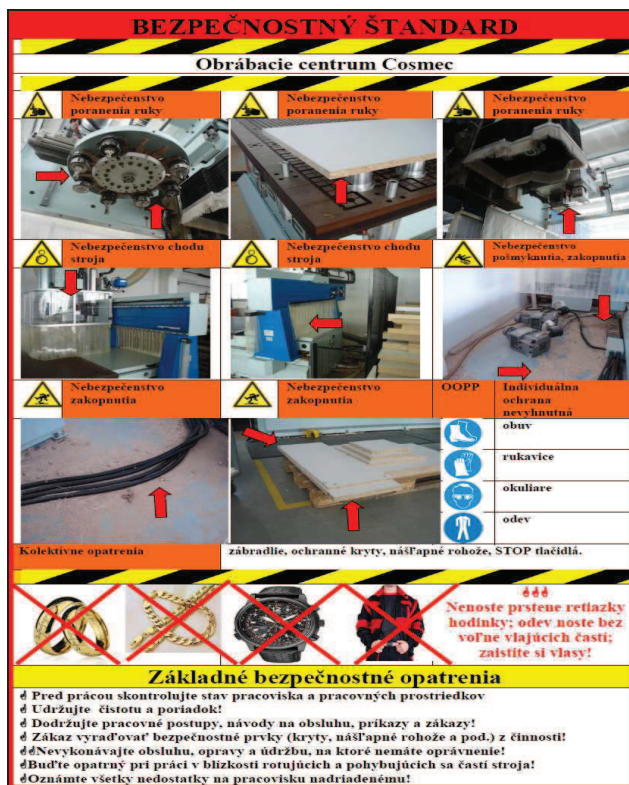 BEZPEČNOSTNÝ ŠTANDARD
Obrábacie centrum Cosmec
Nebezpečenstvo
poranenia ruky
Nebezpečenstvo
poranenia ruky
Nebezpečenstvo
poranenia ruky
Nebezpečenstvo chodu
stroja
Nebezpečenstvo chodu
stroja
Nebezpečenstvo
pošmyknutia, zakopnutia
Nebezpečenstvo
zakopnutia
Nebezpečenstvo
zakopnutia
OOPP
Individuálna
ochrana
nevyhnutná
obuv
rukavice
okuliare
odev
Kolektívne opatrenia
zábradlie, ochranné kryty, nášľapné rohože, STOP tlačidlá.
Nenoste prstene retiazky
hodinky; odev noste bez
voľne vlajúcich častí;
zaistite si vlasy!
Základné bezpečnostné opatrenia
Pred prácou skontrolujte stav pracoviska a pracovných prostriedkov
Udržujte čistotu a poriadok!
Dodržujte pracovné postupy, návody na obsluhu, príkazy a zákazy!
Zákaz vyraďovať bezpečnostné prvky (kryty, nášľapné rohože a pod.) z činnosti!
Nevykonávajte obsluhu, opravy a údržbu, na ktoré nemáte oprávnenie!
Buďte opatrný pri práci v blízkosti rotujúcich a pohybujúcich sa častí stroja!
Oznámte všetky nedostatky na pracovisku nadriadenému!